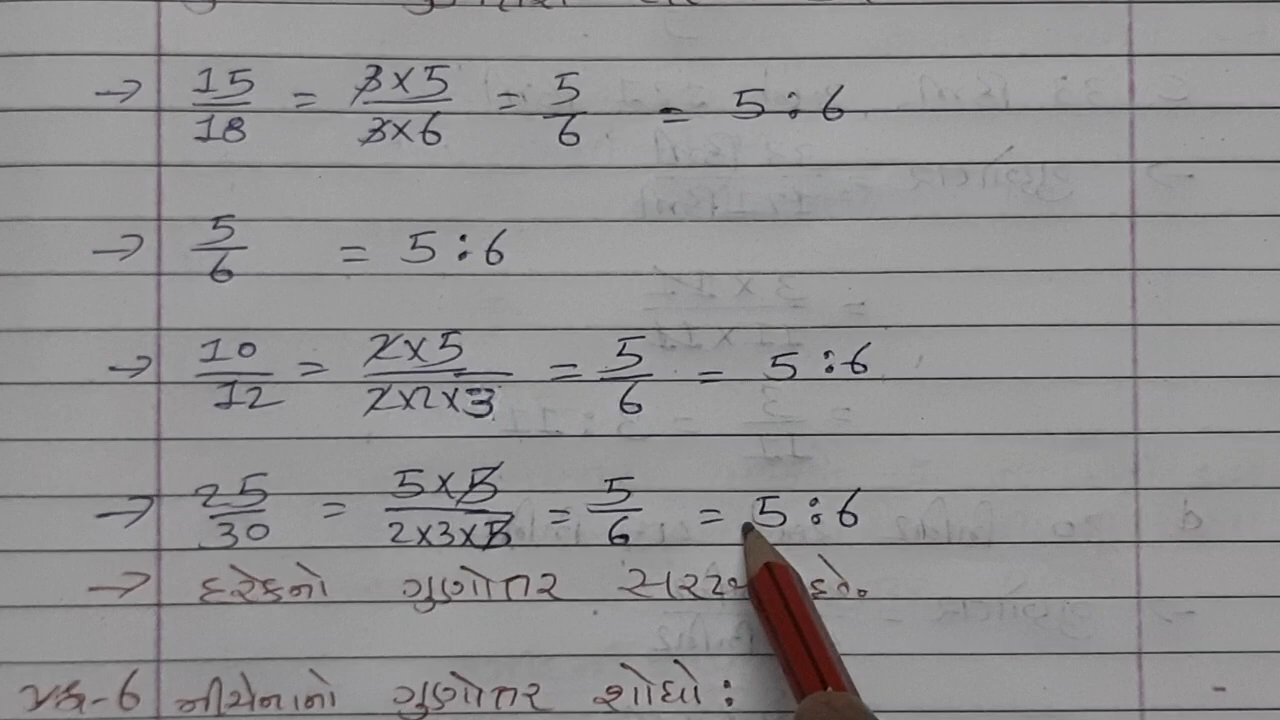 → 15/18 = 3×5/3×6 = 5/6 = 5:6
→ 5/6 = 5:6
→ 10/12 = 2×5/2×2×3 = 5/6 = 5:6
→ 25/30 = 5×5/2×3×5 = 5/6 = 5:6
→ દરેકનો ગુણોત્તર
પ્રશ્ન-6 નીચેનાનો ગુણોત્તર શોધો: